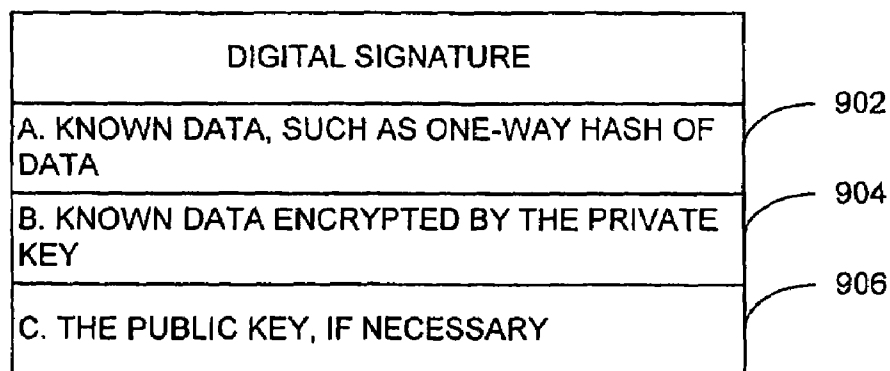 DIGITAL SIGNATURE
902
A. KNOWN DATA, SUCH AS ONE-WAY HASH OF
DATA
904
B. KNOWN DATA ENCRYPTED BY THE PRIVATE
KEY
906
C. THE PUBLIC KEY, IF NECESSARY